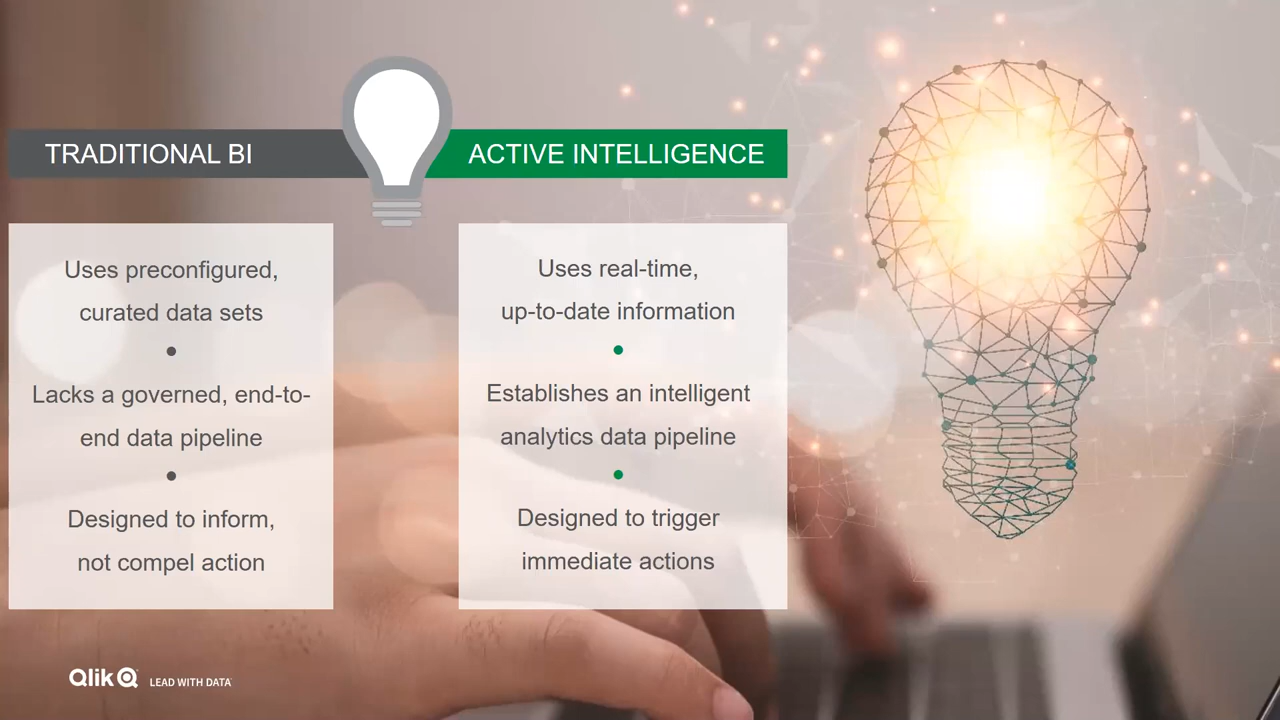 TRADITIONAL BI
ACTIVE INTELLIGENCE
Uses preconfigured,
curated data sets
Lacks a governed, end-to-
end data pipeline
Designed to inform,
not compel action
Uses real-time,
up-to-date information
Establishes an intelligent
analytics data pipeline
Designed to trigger
immediate actions
Qlik LEAD WITH DATA